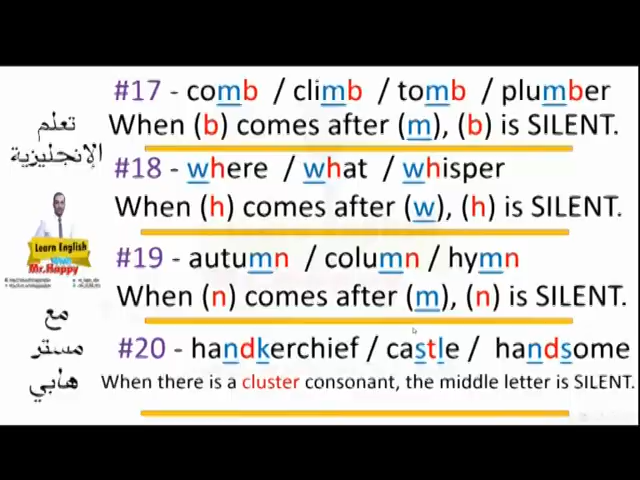 #17 - comb / climb / tomb / plumber
When (b) comes after (m), (b) is SILENT.
تعلم
الإنجليزية
#18 - where / what / whisper
When (h) comes after (w), (h) is SILENT.
Learn English
Mr.Happy
#19 - autumn / column / hymn
When (n) comes after (m), (n) is SILENT.
مع
مستر
هابي
#20 - handkerchief / castle / handsome
When there is a cluster consonant, the middle letter is SILENT.